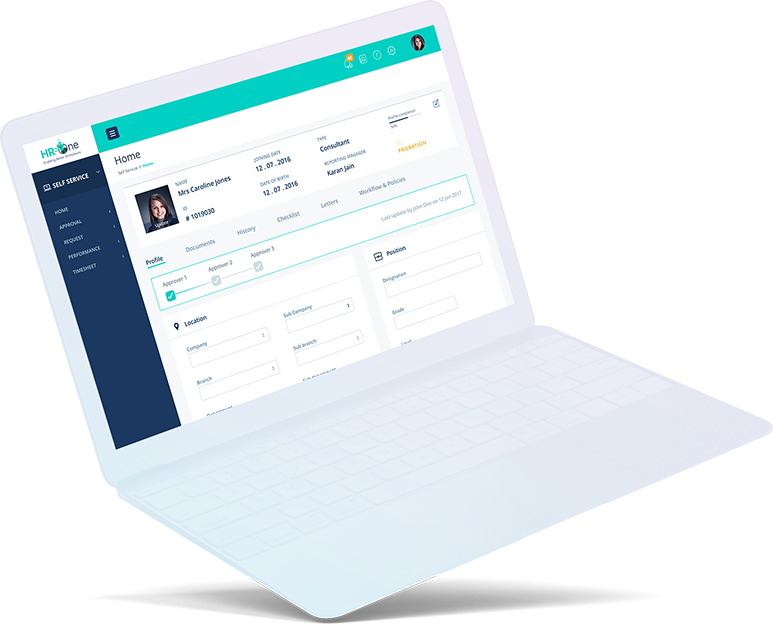 HR One
Enabling Better Workplaces
SELF SERVICE
HOME
APPROVAL
REQUEST
PERFORMANCE
TIMESHEET
Home
Self Service // Home
Update
NAME
Mrs Caroline Jones
ID
# 1019030
JOINING DATE
12 . 07 . 2016
DATE OF BIRTH
12 . 07 . 2016
TYPE
Consultant
REPORTING MANAGER
Karan Jain
Profile completion
50%
PROBATION
Profile
Documents
History
Checklist
Letters
Workflow & Policies
Approver 1
Approver 2
Approver 3
Last update by John Doe on 12 Jan 2017
Location
Company
Sub Company
Branch
Sub branch
Department
Sub department
Position
Designation
Grade
Level